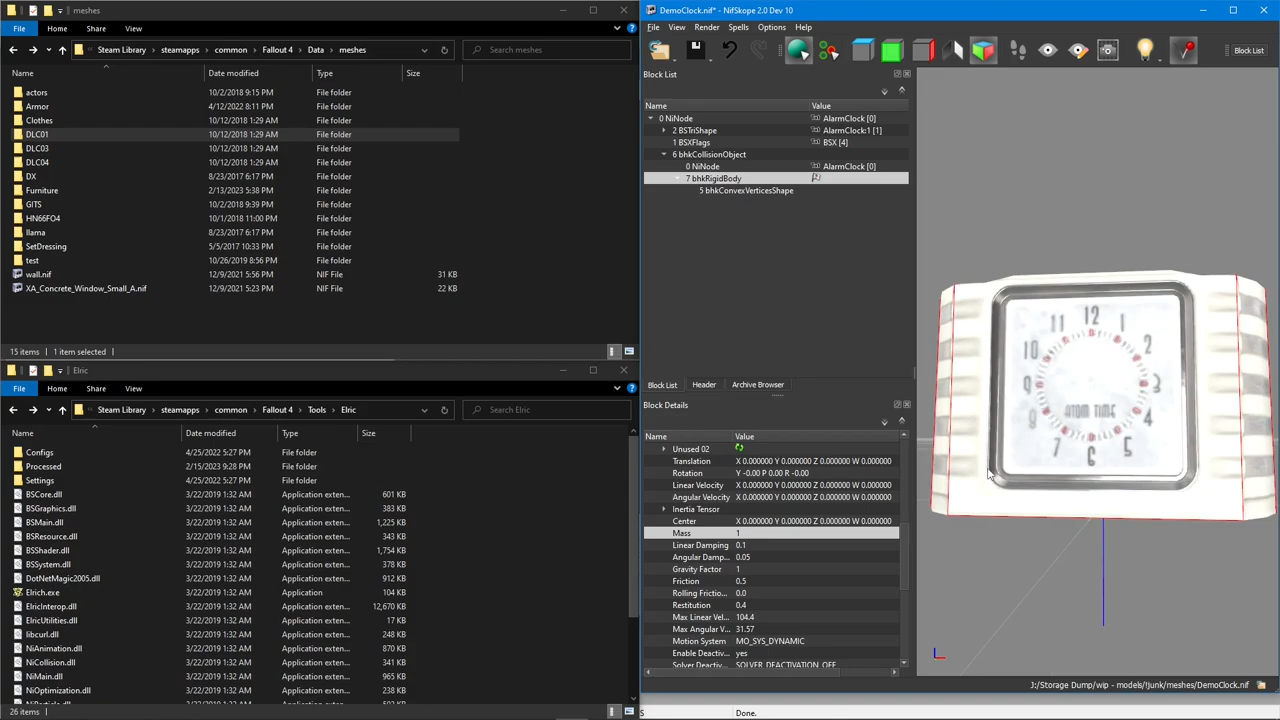 meshes
File Home Share View
Steam Library steamapps common Fallout 4 Data meshes
Search meshes
Name Date modified Type Size
actors 10/2/2018 9:15 PM File folder
Armor 4/12/2022 8:11 PM File folder
Clothes 10/12/2018 1:29 AM File folder
DLC01 10/12/2018 1:29 AM File folder
DLC03 10/12/2018 1:29 AM File folder
DLC04 10/12/2018 1:29 AM File folder
DX 8/23/2017 6:17 PM File folder
Furniture 2/13/2023 5:38 PM File folder
GITS 10/2/2018 9:39 PM File folder
HN66FO4 10/1/2018 11:00 PM File folder
llama 8/23/2017 6:17 PM File folder
SetDressing 5/5/2017 10:33 PM File folder
test 10/26/2019 8:56 PM File folder
wall.nif 12/9/2021 5:56 PM NIF File 31 KB
XA_Concrete_Window_Small_A.nif 12/9/2021 5:23 PM NIF File 22 KB
15 items 1 item selected
Elric
File Home Share View
Steam Library steamapps common Fallout 4 Tools Elric
Search Elric
Name Date modified Type Size
Configs 4/25/2022 5:27 PM File folder
Processed 2/15/2023 9:28 PM File folder
Settings 4/25/2022 5:27 PM File folder
BSCore.dll 3/22/2019 1:32 AM Application exten... 601 KB
BSGraphics.dll 3/22/2019 1:32 AM Application exten... 383 KB
BSMain.dll 3/22/2019 1:32 AM Application exten... 1,225 KB
BSResource.dll 3/22/2019 1:32 AM Application exten... 343 KB
BSShader.dll 3/22/2019 1:32 AM Application exten... 1,754 KB
BSSystem.dll 3/22/2019 1:32 AM Application exten... 378 KB
DotNetMagic2005.dll 3/22/2019 1:32 AM Application exten... 912 KB
Elrich.exe 3/22/2019 1:32 AM Application 104 KB
ElricInterop.dll 3/22/2019 1:32 AM Application exten... 12,670 KB
ElricUtilities.dll 3/22/2019 1:32 AM Application exten... 17 KB
libcurl.dll 3/22/2019 1:32 AM Application exten... 248 KB
NiAnimation.dll 3/22/2019 1:32 AM Application exten... 870 KB
NiCollision.dll 3/22/2019 1:32 AM Application exten... 341 KB
NiMain.dll 3/22/2019 1:32 AM Application exten... 965 KB
NiOptimization.dll 3/22/2019 1:32 AM Application exten... 238 KB
26 items
DemoClock.nif* - NifSkope 2.0 Dev 10
File View Render Spells Options Help
Block List
Block List
Name Value
0 NiNode AlarmClock [0]
2 BSTriShape AlarmClock:1 [1]
1 BSXFlags BSX [4]
6 bhkCollisionObject
0 NiNode AlarmClock [0]
7 bhkRigidBody
5 bhkConvexVerticesShape
Block List Header Archive Browser
Block Details
Name Value
Unused 02
Translation X 0.000000 Y 0.000000 Z 0.000000 W 0.000000
Rotation Y -0.00 P 0.00 R -0.00
Linear Velocity X 0.000000 Y 0.000000 Z 0.000000 W 0.000000
Angular Velocity X 0.000000 Y 0.000000 Z 0.000000 W 0.000000
Inertia Tensor
Center X 0.000000 Y 0.000000 Z 0.000000 W 0.000000
Mass 1
Linear Damping 0.1
Angular Damp... 0.05
Gravity Factor 1
Friction 0.5
Rolling Frictio... 0.0
Restitution 0.4
Max Linear Vel... 104.4
Max Angular V... 31.57
Motion System MO_SYS_DYNAMIC
Enable Deactiva... yes
Solver Deactiv... SOLVER_DEACTIVATION_OFF
12 1 2 3 4 5 6 7 8 9 10 11
ATOM TIME
J:/Storage Dump/wip - models/!junk/meshes/DemoClock.nif
S Done.